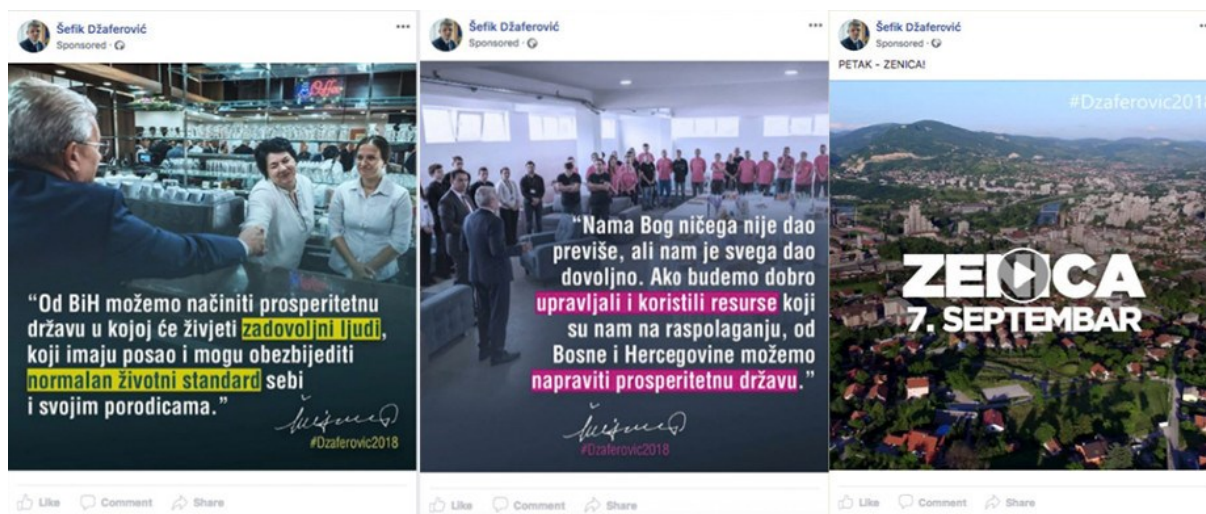 Šefik Džaferović
Sponsored ·
Coffee
“Od BiH možemo načiniti prosperitetnu
državu u kojoj će živjeti zadovoljni ljudi,
koji imaju posao i mogu obezbijediti
normalan životni standard sebi
i svojim porodicama.”
#Dzaferovic2018
Like Comment Share
Šefik Džaferović
Sponsored ·
“Nama Bog ničega nije dao
previše, ali nam je svega dao
dovoljno. Ako budemo dobro
upravljali i koristili resurse koji
su nam na raspolaganju, od
Bosne i Hercegovine možemo
napraviti prosperitetnu državu.”
#Dzaferovic2018
Like Comment Share
Šefik Džaferović
Sponsored ·
PETAK - ZENICA!
#Dzaferovic2018
ZENICA
7. SEPTEMBAR
Like Comment Share